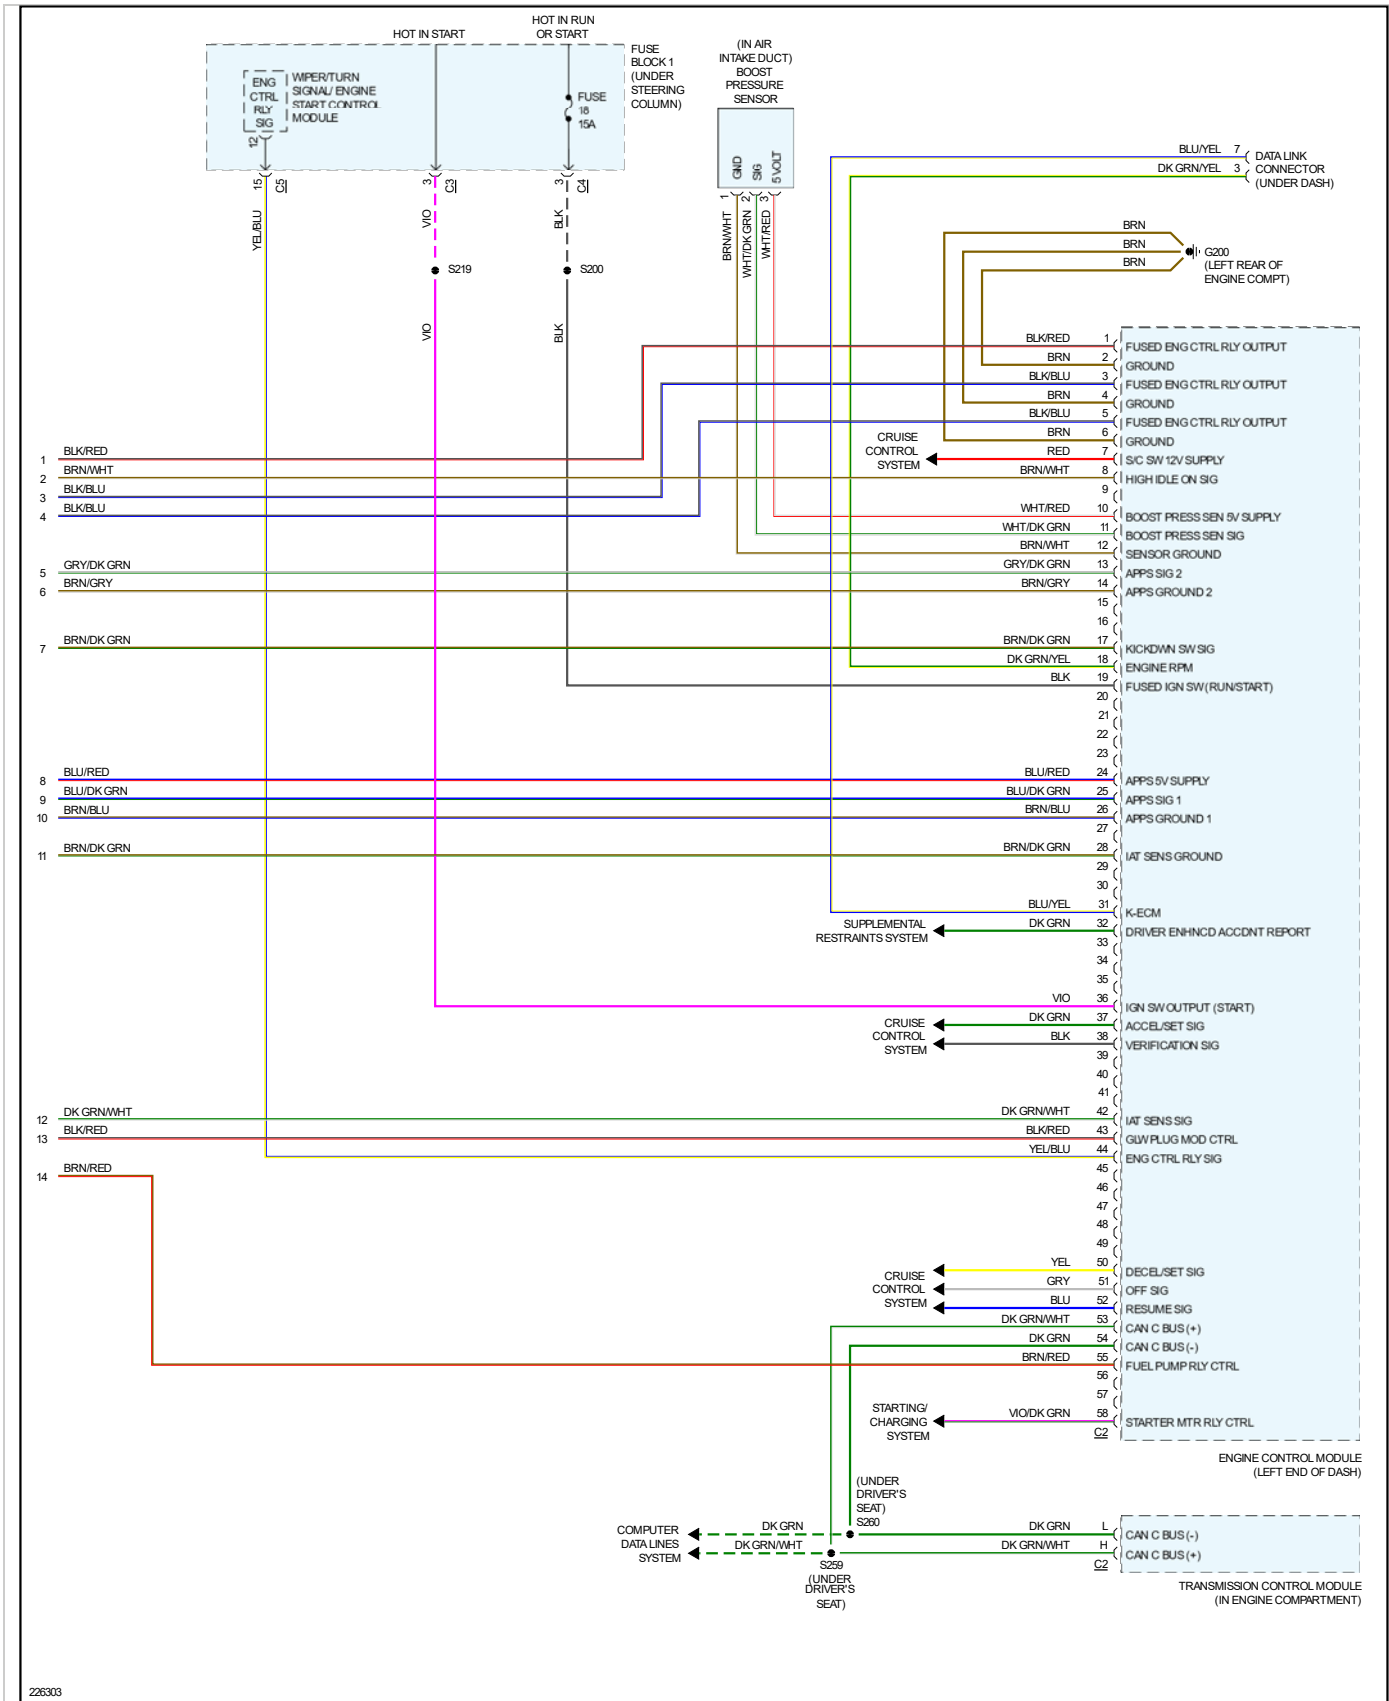 HOT IN START
HOT IN RUN
OR START
FUSE
BLOCK 1
(UNDER
STEERING
COLUMN)
ENG
CTRL
RLY
SIG
12
WIPER/TURN
SIGNAL/ ENGINE
START CONTROL
MODULE
FUSE
18
15A
15
C5
3
C3
3
C4
YEL/BLU
VIO
BLK
S219
S200
VIO
BLK
(IN AIR
INTAKE DUCT)
BOOST
PRESSURE
SENSOR
GND
SIG
5 VOLT
1
2
3
BRN/WHT
WHT/DK GRN
WHT/RED
BLU/YEL 7
DK GRN/YEL 3
DATA LINK
CONNECTOR
(UNDER DASH)
BRN
BRN
BRN
G200
(LEFT REAR OF
ENGINE COMPT)
BLK/RED 1 FUSED ENG CTRL RLY OUTPUT
BRN 2 GROUND
BLK/BLU 3 FUSED ENG CTRL RLY OUTPUT
BRN 4 GROUND
BLK/BLU 5 FUSED ENG CTRL RLY OUTPUT
BRN 6 GROUND
CRUISE
CONTROL
SYSTEM
RED 7 S/C SW 12V SUPPLY
BRN/WHT 8 HIGH IDLE ON SIG
9
WHT/RED 10 BOOST PRESS SEN 5V SUPPLY
WHT/DK GRN 11 BOOST PRESS SEN SIG
BRN/WHT 12 SENSOR GROUND
GRY/DK GRN 13 APPS SIG 2
BRN/GRY 14 APPS GROUND 2
15
16
BRN/DK GRN 17 KICKDWN SW SIG
DK GRN/YEL 18 ENGINE RPM
BLK 19 FUSED IGN SW (RUN/START)
20
21
22
23
BLU/RED 24 APPS 5V SUPPLY
BLU/DK GRN 25 APPS SIG 1
BRN/BLU 26 APPS GROUND 1
27
BRN/DK GRN 28 IAT SENS GROUND
29
30
BLU/YEL 31 K-ECM
SUPPLEMENTAL
RESTRAINTS SYSTEM
DK GRN 32 DRIVER ENHNCD ACCDNT REPORT
33
34
35
VIO 36 IGN SW OUTPUT (START)
CRUISE
CONTROL
SYSTEM
DK GRN 37 ACCEL/SET SIG
BLK 38 VERIFICATION SIG
39
40
41
DK GRN/WHT 42 IAT SENS SIG
BLK/RED 43 GLW PLUG MOD CTRL
YEL/BLU 44 ENG CTRL RLY SIG
45
46
47
48
49
CRUISE
CONTROL
SYSTEM
YEL 50 DECEL/SET SIG
GRY 51 OFF SIG
BLU 52 RESUME SIG
DK GRN/WHT 53 CAN C BUS (+)
DK GRN 54 CAN C BUS (-)
BRN/RED 55 FUEL PUMP RLY CTRL
56
57
STARTING/
CHARGING
SYSTEM
VIO/DK GRN 58 STARTER MTR RLY CTRL
C2
ENGINE CONTROL MODULE
(LEFT END OF DASH)
1 BLK/RED
2 BRN/WHT
3 BLK/BLU
4 BLK/BLU
5 GRY/DK GRN
6 BRN/GRY
7 BRN/DK GRN
8 BLU/RED
9 BLU/DK GRN
10 BRN/BLU
11 BRN/DK GRN
12 DK GRN/WHT
13 BLK/RED
14 BRN/RED
(UNDER
DRIVER'S
SEAT)
S260
COMPUTER
DATA LINES
SYSTEM
DK GRN
DK GRN/WHT
S259
(UNDER
DRIVER'S
SEAT)
DK GRN L CAN C BUS (-)
DK GRN/WHT H CAN C BUS (+)
C2
TRANSMISSION CONTROL MODULE
(IN ENGINE COMPARTMENT)
226303